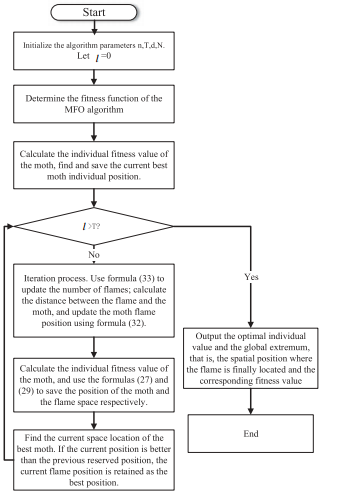 Start
Initialize the algorithm parameters n,T,d,N.
Let l=0
Determine the fitness function of the
MFO algorithm
Calculate the individual fitness value of
the moth, find and save the current best
moth individual position.
l >T?
No
Yes
Iteration process. Use formula (33) to
update the number of flames; calculate
the distance between the flame and the
moth, and update the moth flame
position using formula (32).
Calculate the individual fitness value of
the moth, and use the formulas (27) and
(29) to save the position of the moth and
the flame space respectively.
Find the current space location of the
best moth. If the current position is better
than the previous reserved position, the
current flame position is retained as the
best position.
Output the optimal individual
value and the global extremum,
that is, the spatial position where
the flame is finally located and the
corresponding fitness value
End